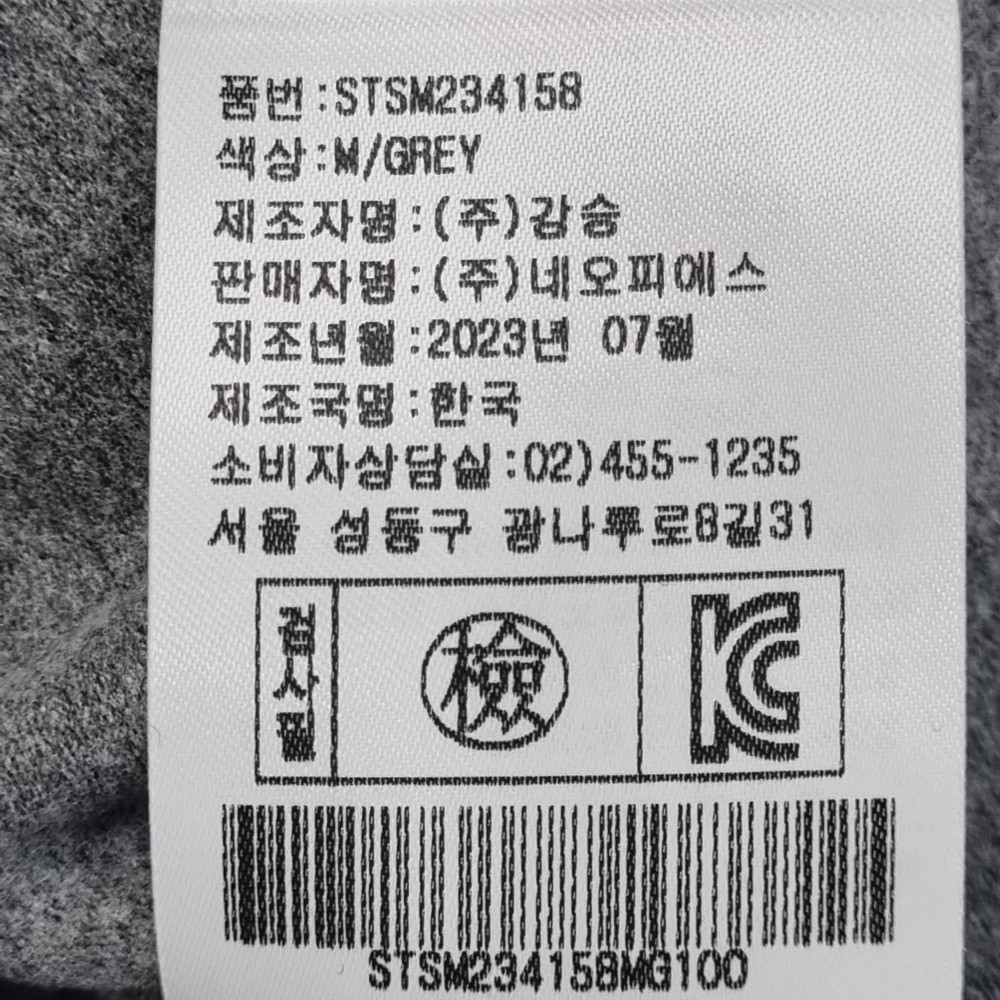 품번:STSM234158
색상:M/GREY
제조자명:(주)감승
판매자명:(주)네오피에스
제조년월:2023년 07월
제조국명:한국
소비자상담실:02)455-1235
서울 성동구 광나루로8길31
검사필
檢
KC
STSM234158MG100